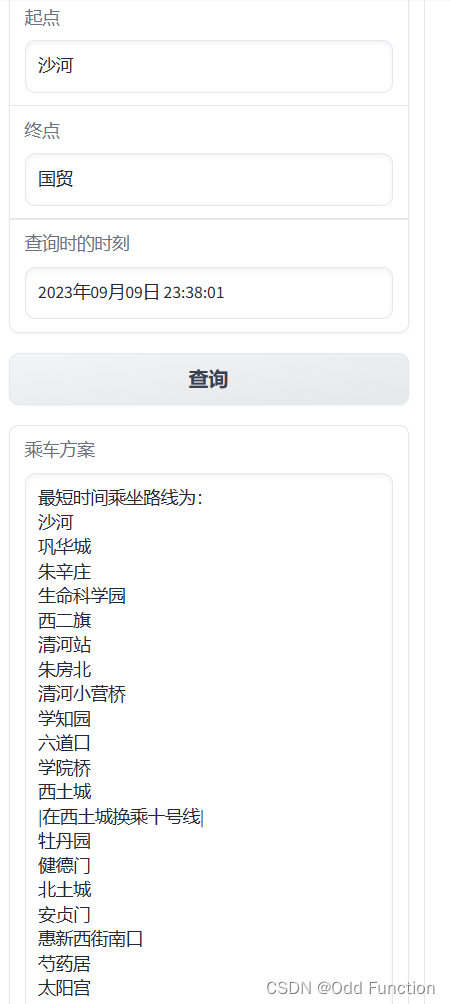 起点
沙河
终点
国贸
查询时的时刻
2023年09月09日 23:38:01
查询
乘车方案
最短时间乘坐路线为:
沙河
巩华城
朱辛庄
生命科学园
西二旗
清河站
朱房北
清河小营桥
学知园
六道口
学院桥
西土城
|在西土城换乘十号线|
牡丹园
健德门
北土城
安贞门
惠新西街南口
芍药居
太阳宫
CSDN @Odd Function